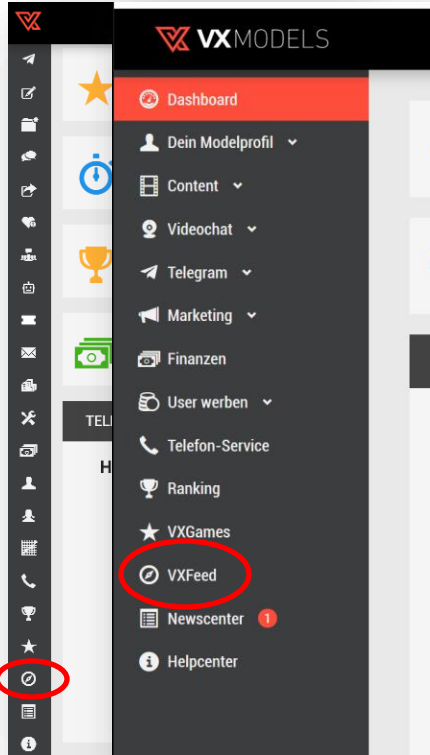 VXMODELS
Dashboard
Dein Modelprofil
Content
Videochat
Telegram
Marketing
Finanzen
User werben
TEL
Telefon-Service
H
Ranking
VXGames
VXFeed
Newscenter 1
Helpcenter